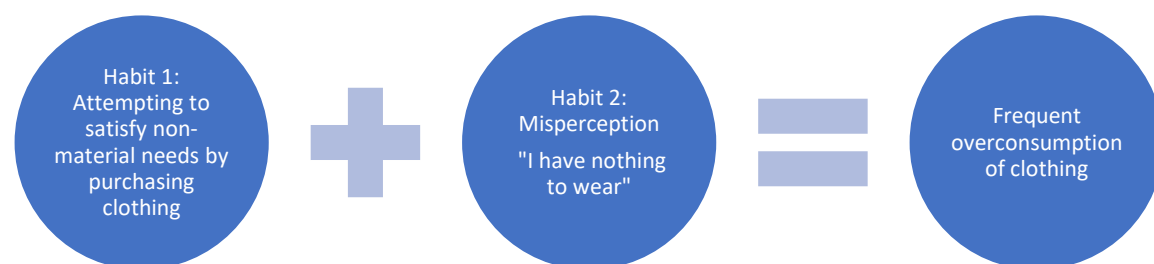 Habit 1:
Attempting to
satisfy non-
material needs by
purchasing
clothing
Habit 2:
Misperception
"I have nothing
to wear"
Frequent
overconsumption
of clothing